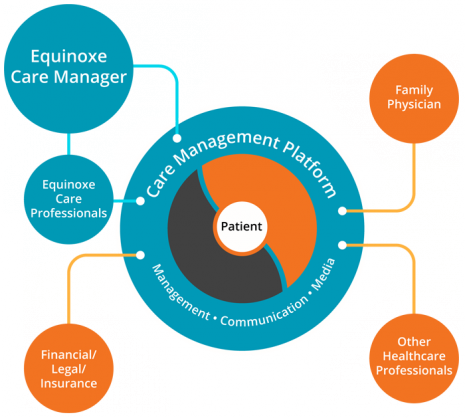 Equinoxe
Care Manager
Family
Physician
Care Management Platform
Equinoxe
Care
Professionals
Patient
Management • Communication • Media
Financial/
Legal/
Insurance
Other
Healthcare
Professionals